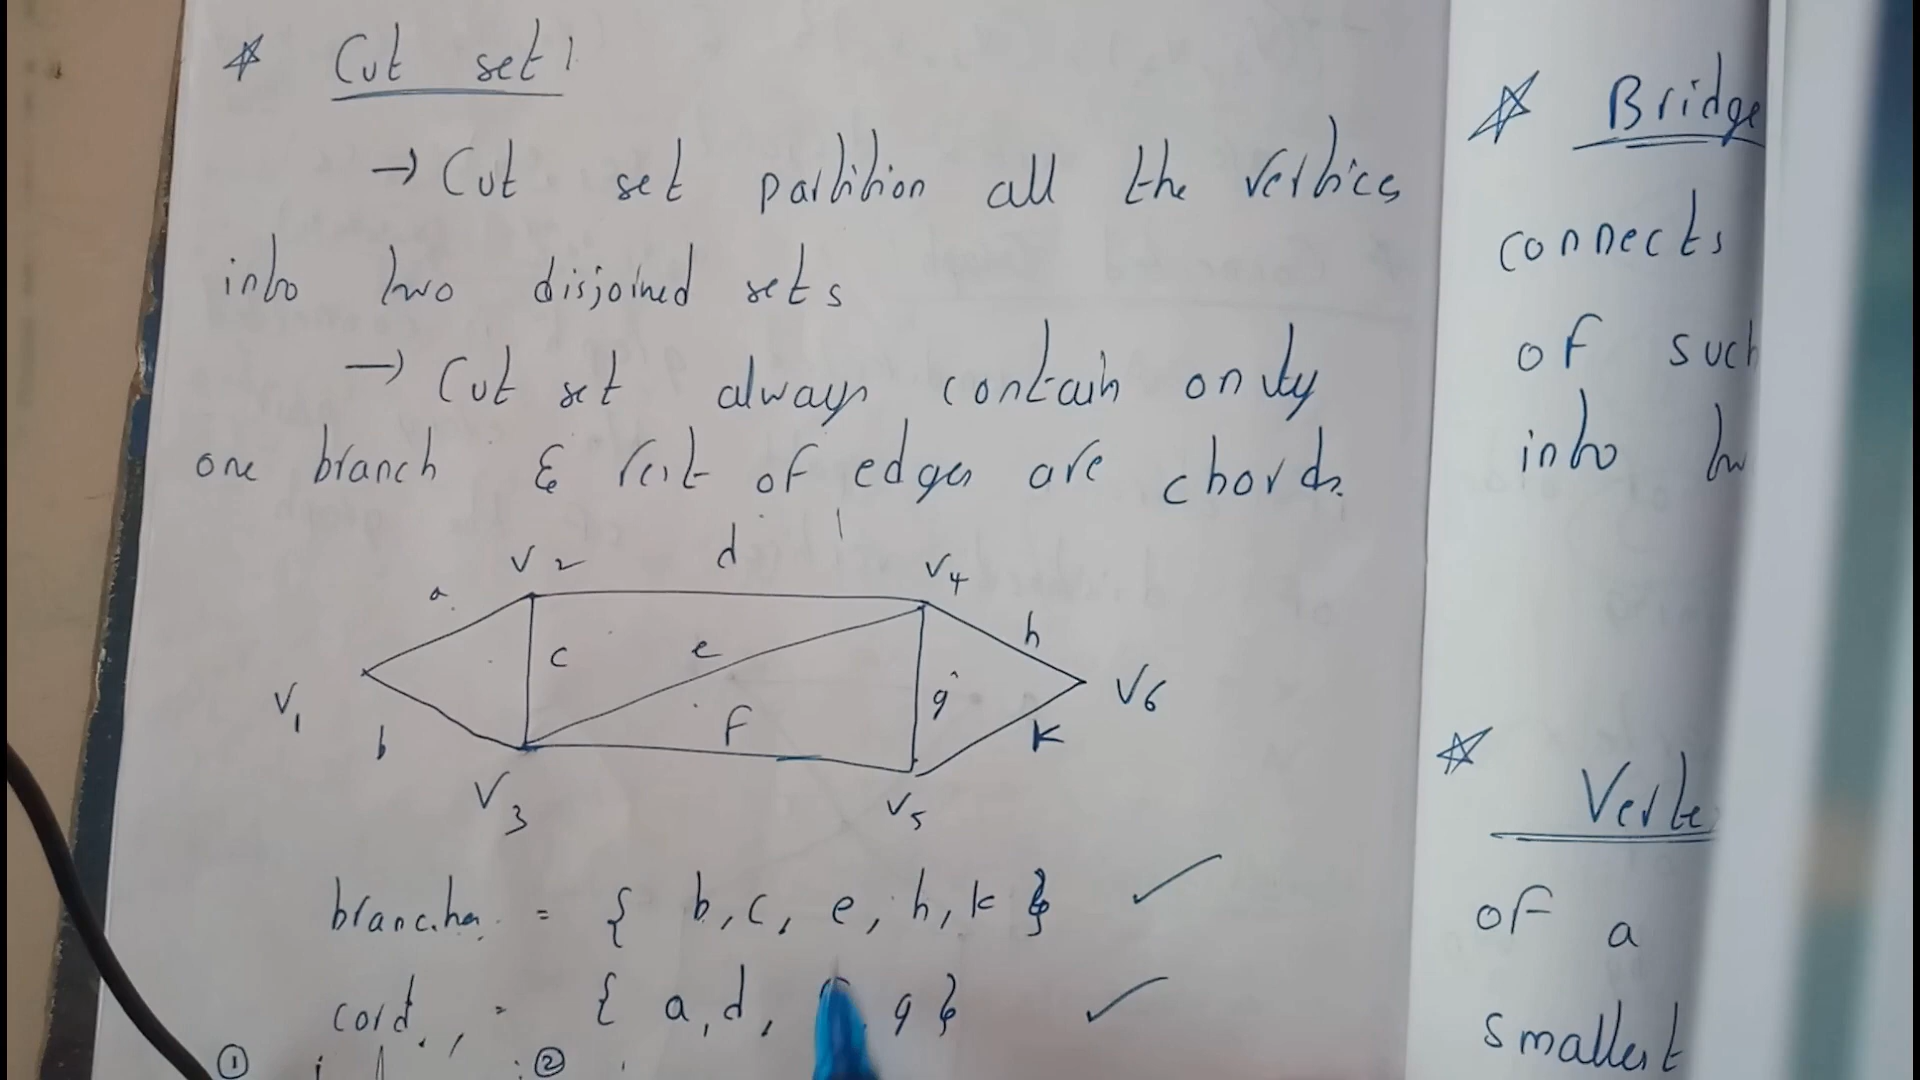 Cut set
→ Cut set partition all the vertices
into two disjoined sets
→ Cut set always contain only
one branch & rest of edges are chords.
d
V2
V4
a
h
c
e
V1
g
V6
f
b
k
V3
V5
branches = { b, c, e, h, k }
cord, = { a, d, g }
①
②
Bridge
connects
of such
into
Verte
of a
smallest